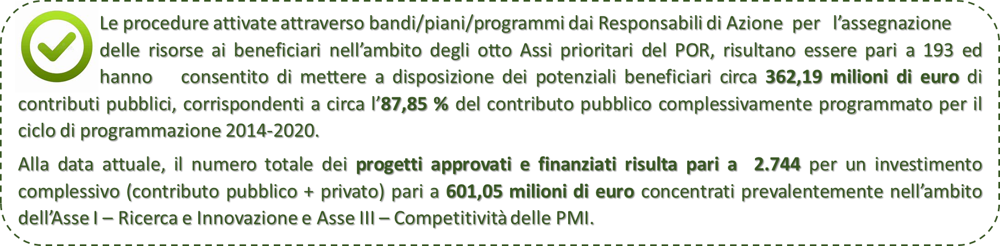 Le procedure attivate attraverso bandi/piani/programmi dai Responsabili di Azione per l’assegnazione
delle risorse ai beneficiari nell’ambito degli otto Assi prioritari del POR, risultano essere pari a 193 ed
hanno consentito di mettere a disposizione dei potenziali beneficiari circa 362,19 milioni di euro di
contributi pubblici, corrispondenti a circa l’87,85 % del contributo pubblico complessivamente programmato per il
ciclo di programmazione 2014-2020.
Alla data attuale, il numero totale dei progetti approvati e finanziati risulta pari a 2.744 per un investimento
complessivo (contributo pubblico + privato) pari a 601,05 milioni di euro concentrati prevalentemente nell’ambito
dell’Asse I – Ricerca e Innovazione e Asse III – Competitività delle PMI.